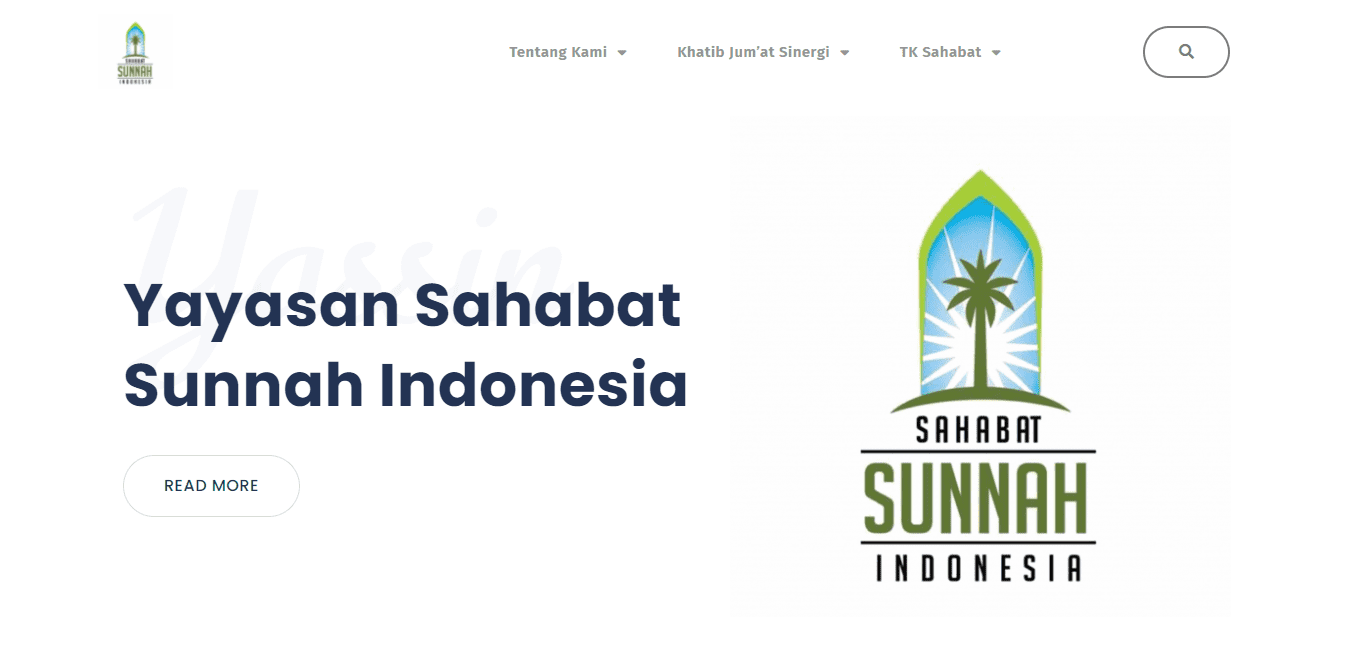 SAHABAT
SUNNAH
INDONESIA
Tentang Kami
Khatib Jum’at Sinergi
TK Sahabat
Yassin
Yayasan Sahabat
Sunnah Indonesia
READ MORE
SAHABAT
SUNNAH
INDONESIA